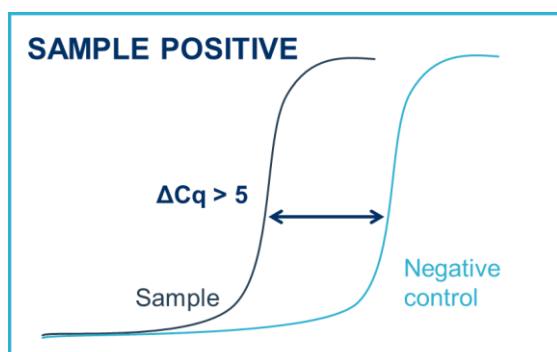 SAMPLE POSITIVE
ΔCq > 5
Sample
Negative
control